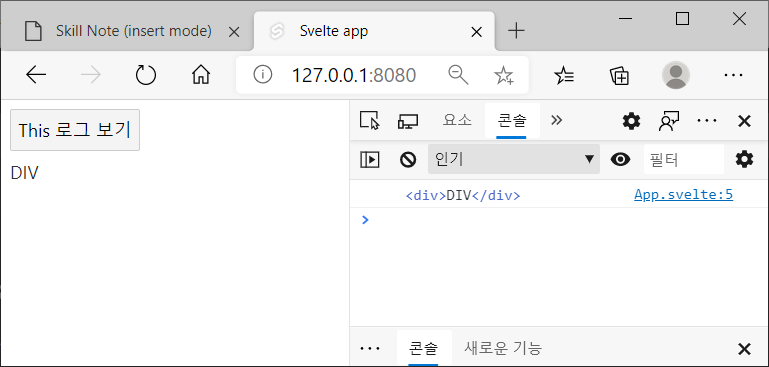 Skill Note (insert mode)
Svelte app
127.0.0.1:8080
This 로그 보기
DIV
요소
콘솔
인기
필터
<div>DIV</div>
App.svelte:5
콘솔
새로운 기능